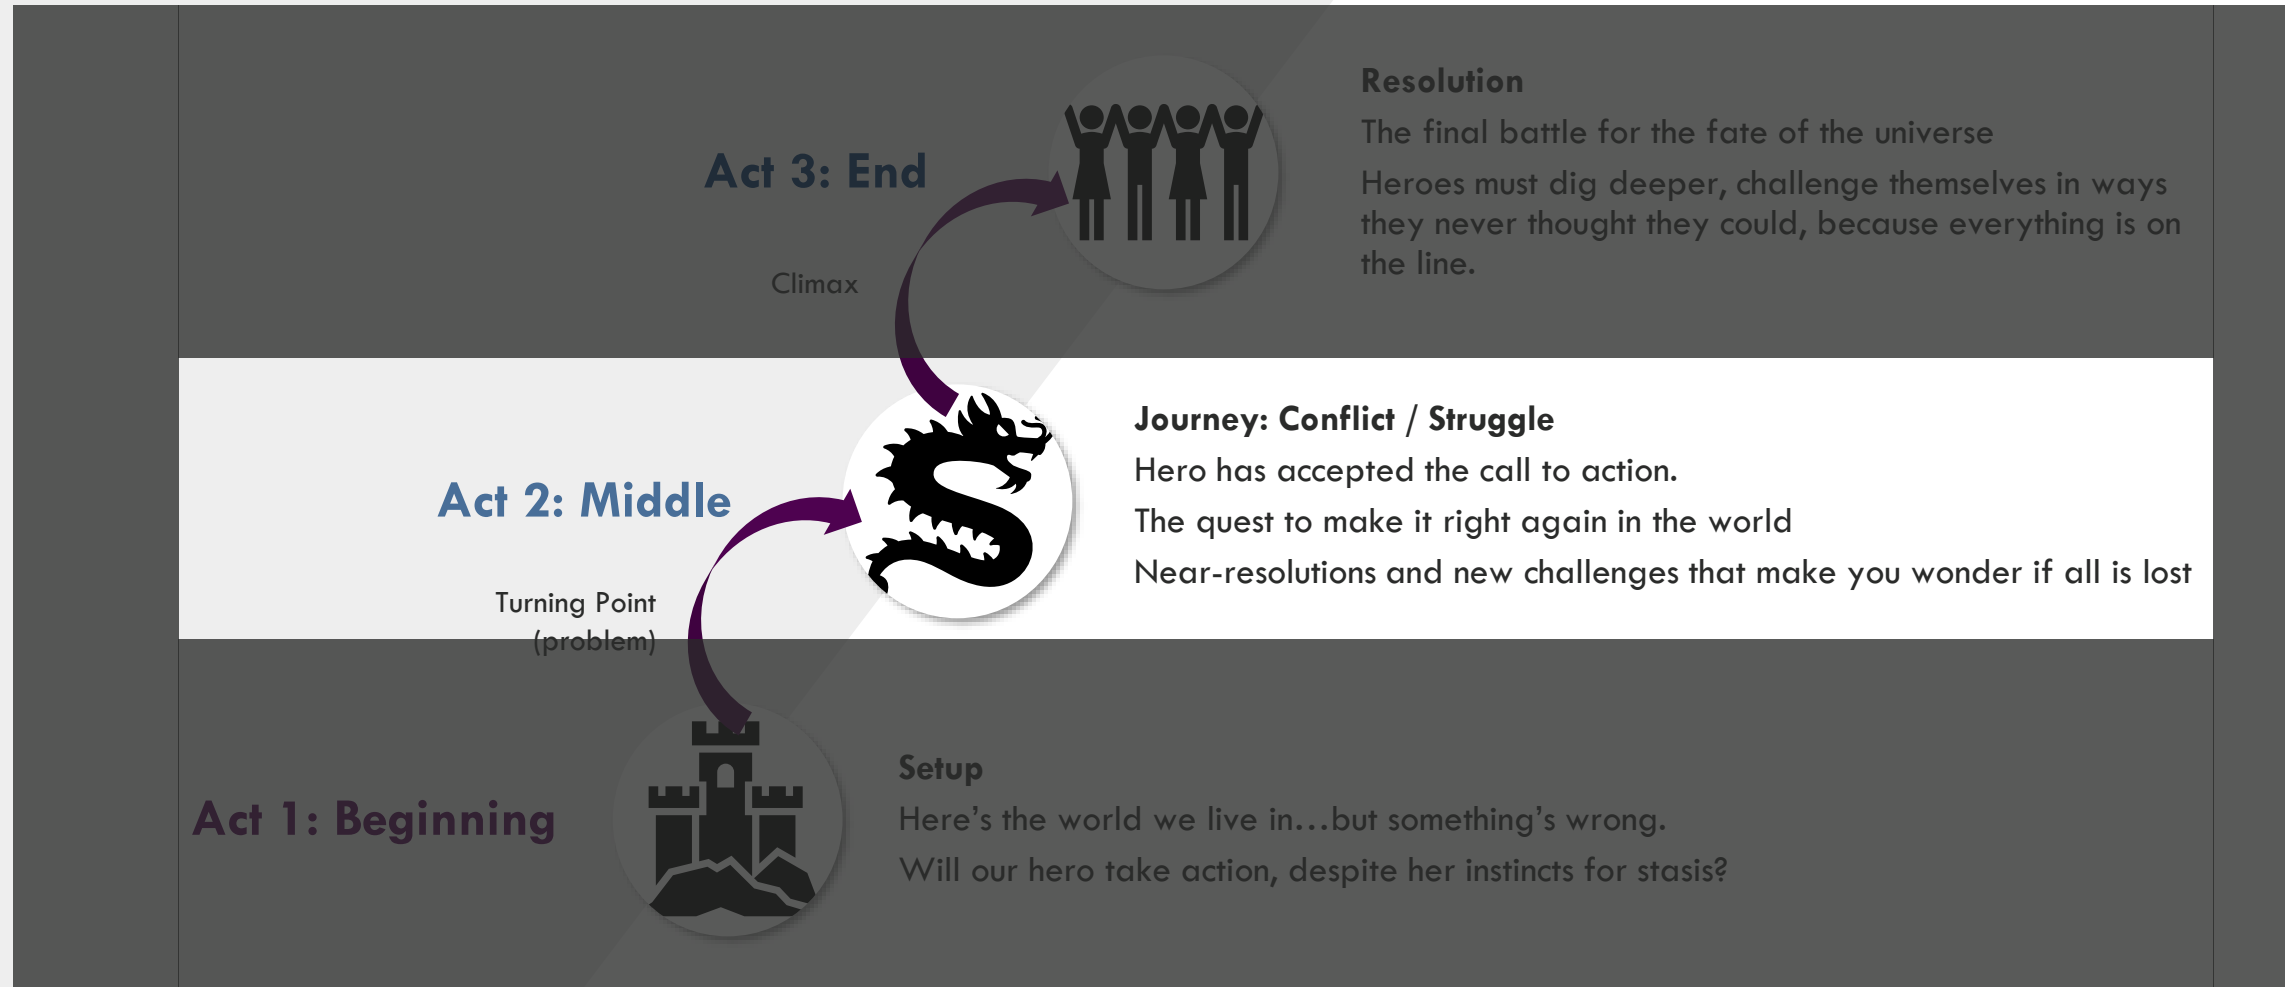 Act 3: End
Climax
Resolution
The final battle for the fate of the universe
Heroes must dig deeper, challenge themselves in ways
they never thought they could, because everything is on
the line.
Act 2: Middle
Turning Point
(problem)
Journey: Conflict / Struggle
Hero has accepted the call to action.
The quest to make it right again in the world
Near-resolutions and new challenges that make you wonder if all is lost
Act 1: Beginning
Setup
Here’s the world we live in...but something’s wrong.
Will our hero take action, despite her instincts for stasis?